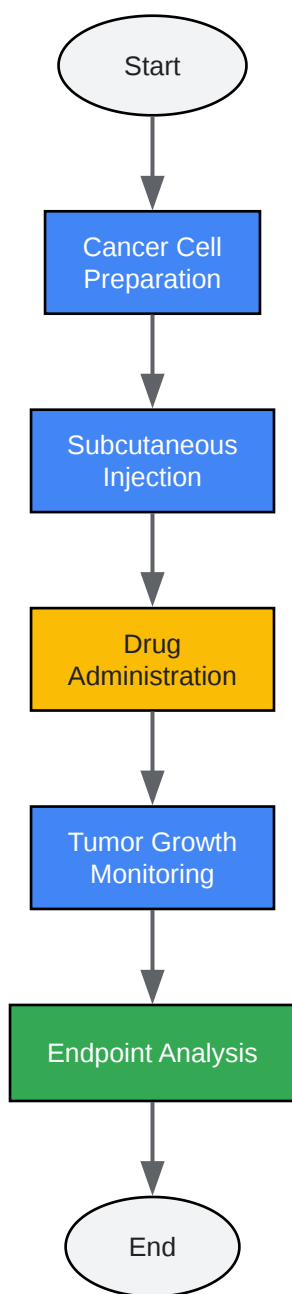 Start
Cancer Cell
Preparation
Subcutaneous
Injection
Drug
Administration
Tumor Growth
Monitoring
Endpoint Analysis
End